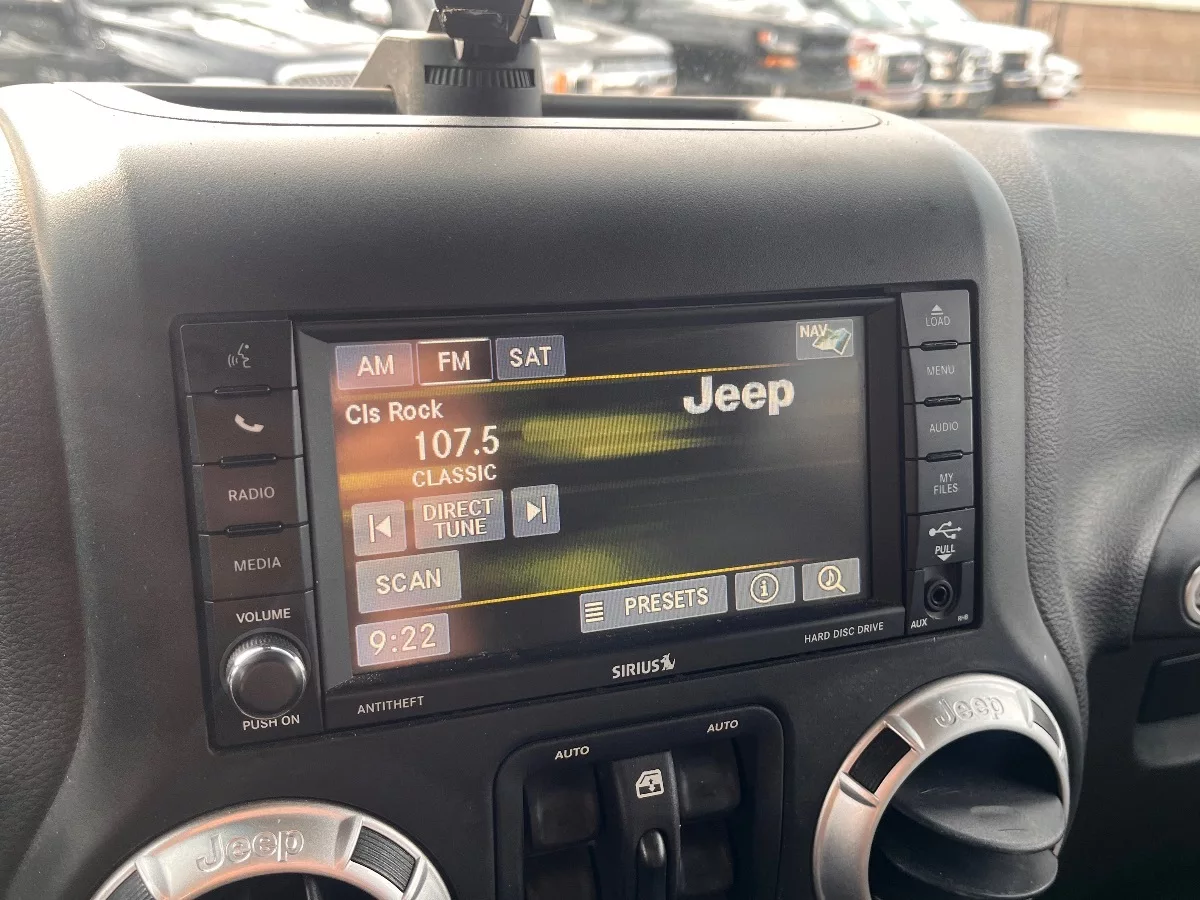 AM
FM
SAT
NAV
Cls Rock
Jeep
107.5
CLASSIC
DIRECT
TUNE
SCAN
PRESETS
9:22
RADIO
MEDIA
VOLUME
PUSH ON
ANTITHEFT
SIRIUS
HARD DISC DRIVE
LOAD
MENU
AUDIO
MY
FILES
PULL
AUX
AUTO
AUTO
Jeep
Jeep